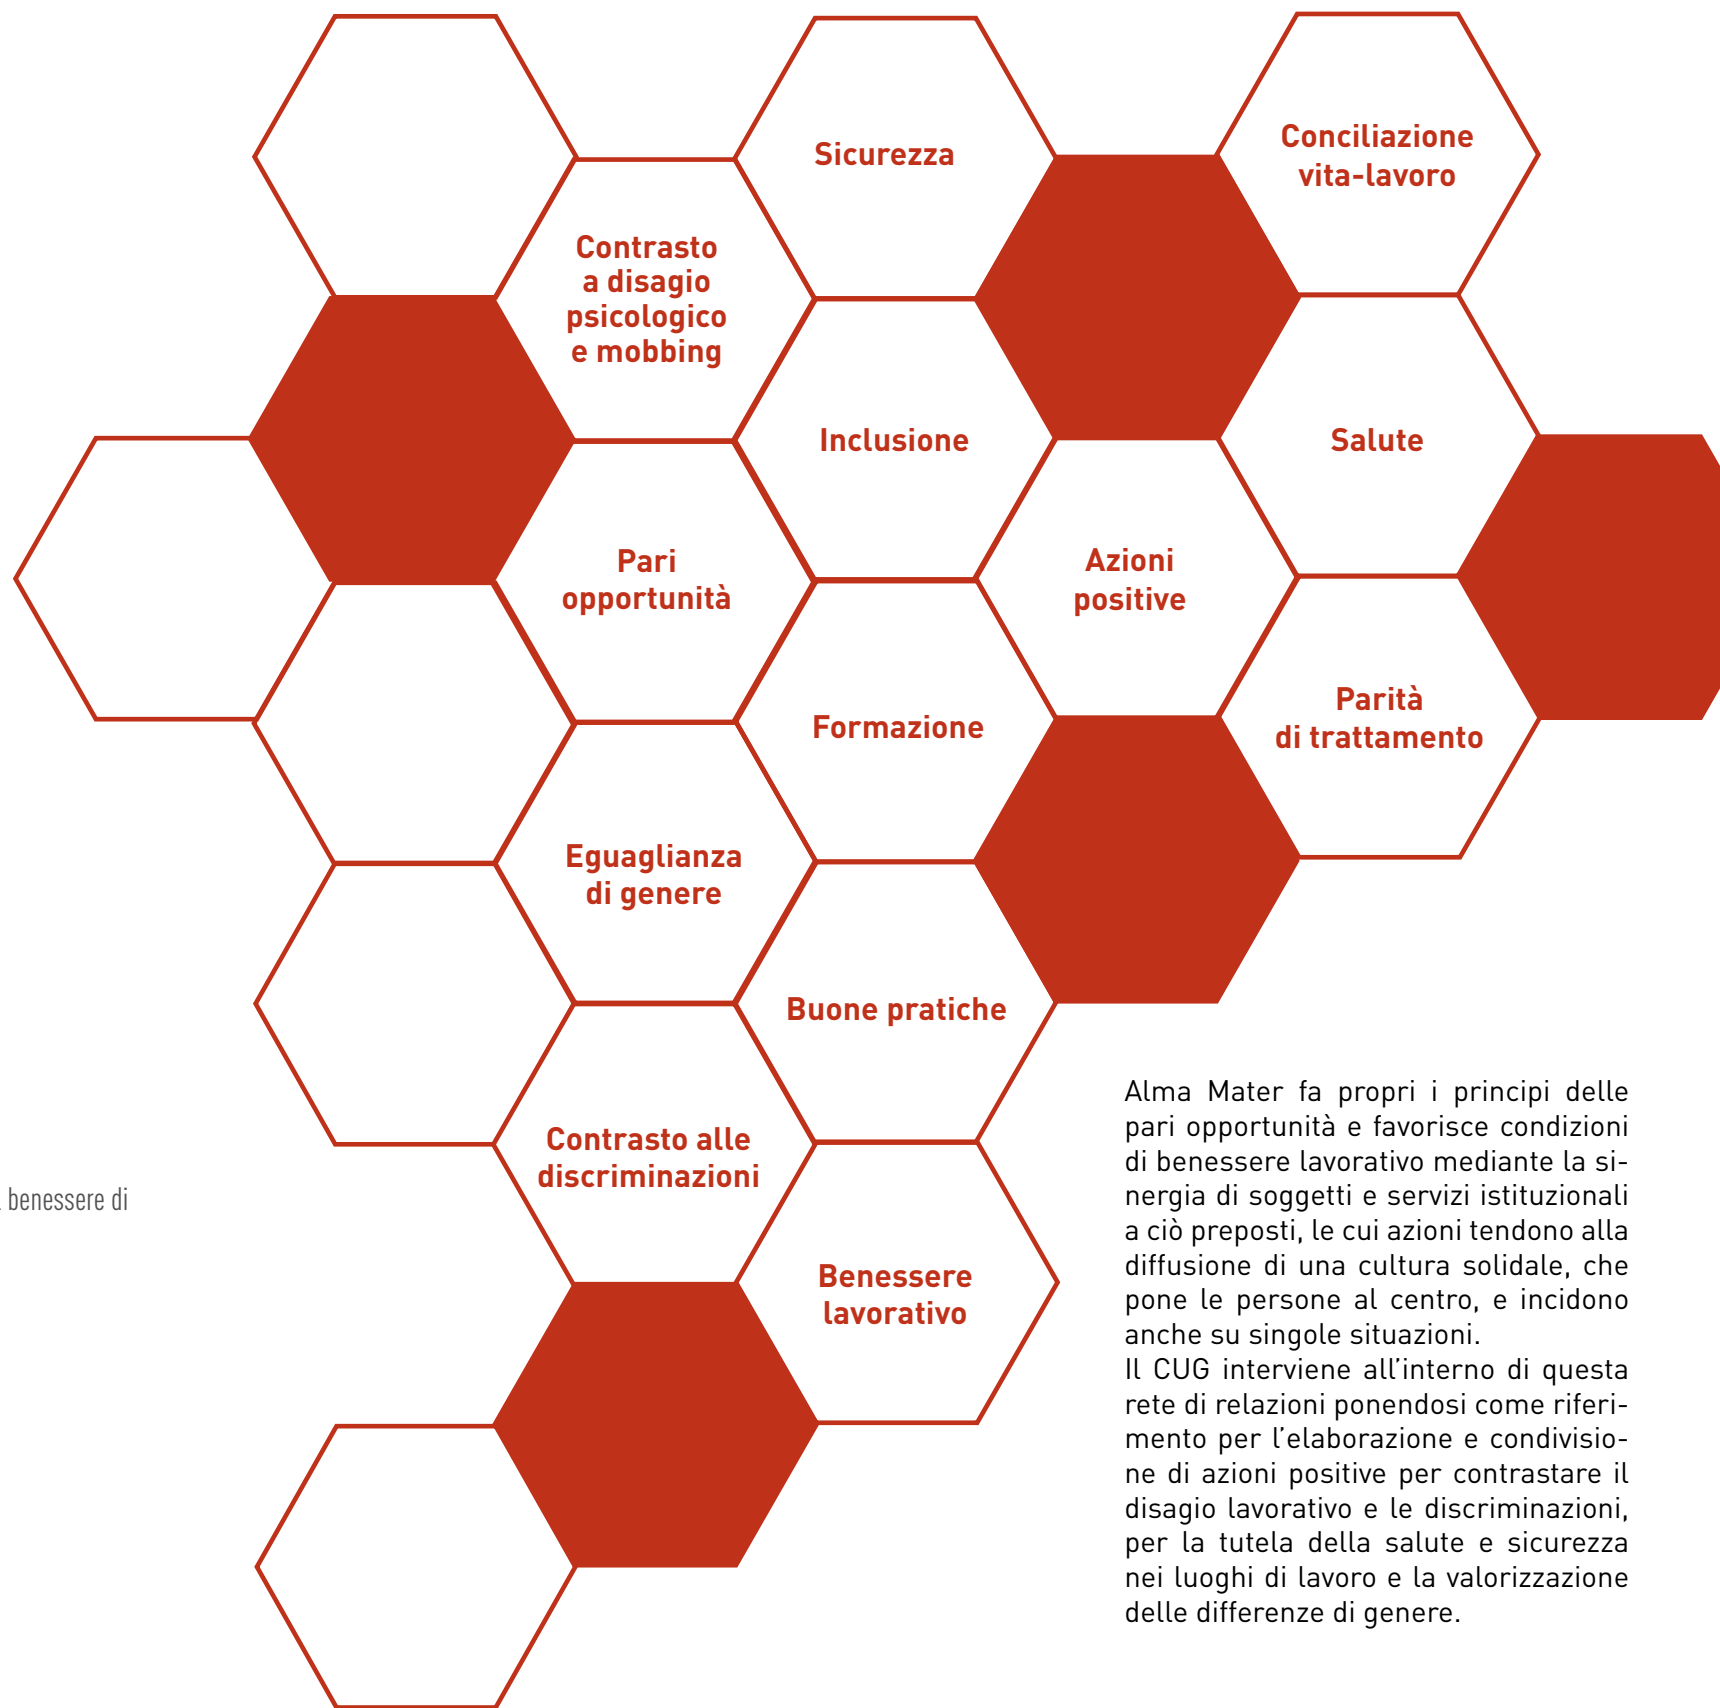 Sicurezza
Conciliazione
vita-lavoro
Contrasto
a disagio
psicologico
e mobbing
Inclusione
Salute
Pari
opportunità
Azioni
positive
Formazione
Parità
di trattamento
Eguaglianza
di genere
Buone pratiche
Contrasto alle
discriminazioni
benessere di
Benessere
lavorativo
Alma Mater fa propri i principi delle
pari opportunità e favorisce condizioni
di benessere lavorativo mediante la si-
nergia di soggetti e servizi istituzionali
a ciò preposti, le cui azioni tendono alla
diffusione di una cultura solidale, che
pone le persone al centro, e incidono
anche su singole situazioni.
Il CUG interviene all'interno di questa
rete di relazioni ponendosi come riferi-
mento per l'elaborazione e condivisio-
ne di azioni positive per contrastare il
disagio lavorativo e le discriminazioni,
per la tutela della salute e sicurezza
nei luoghi di lavoro e la valorizzazione
delle differenze di genere.